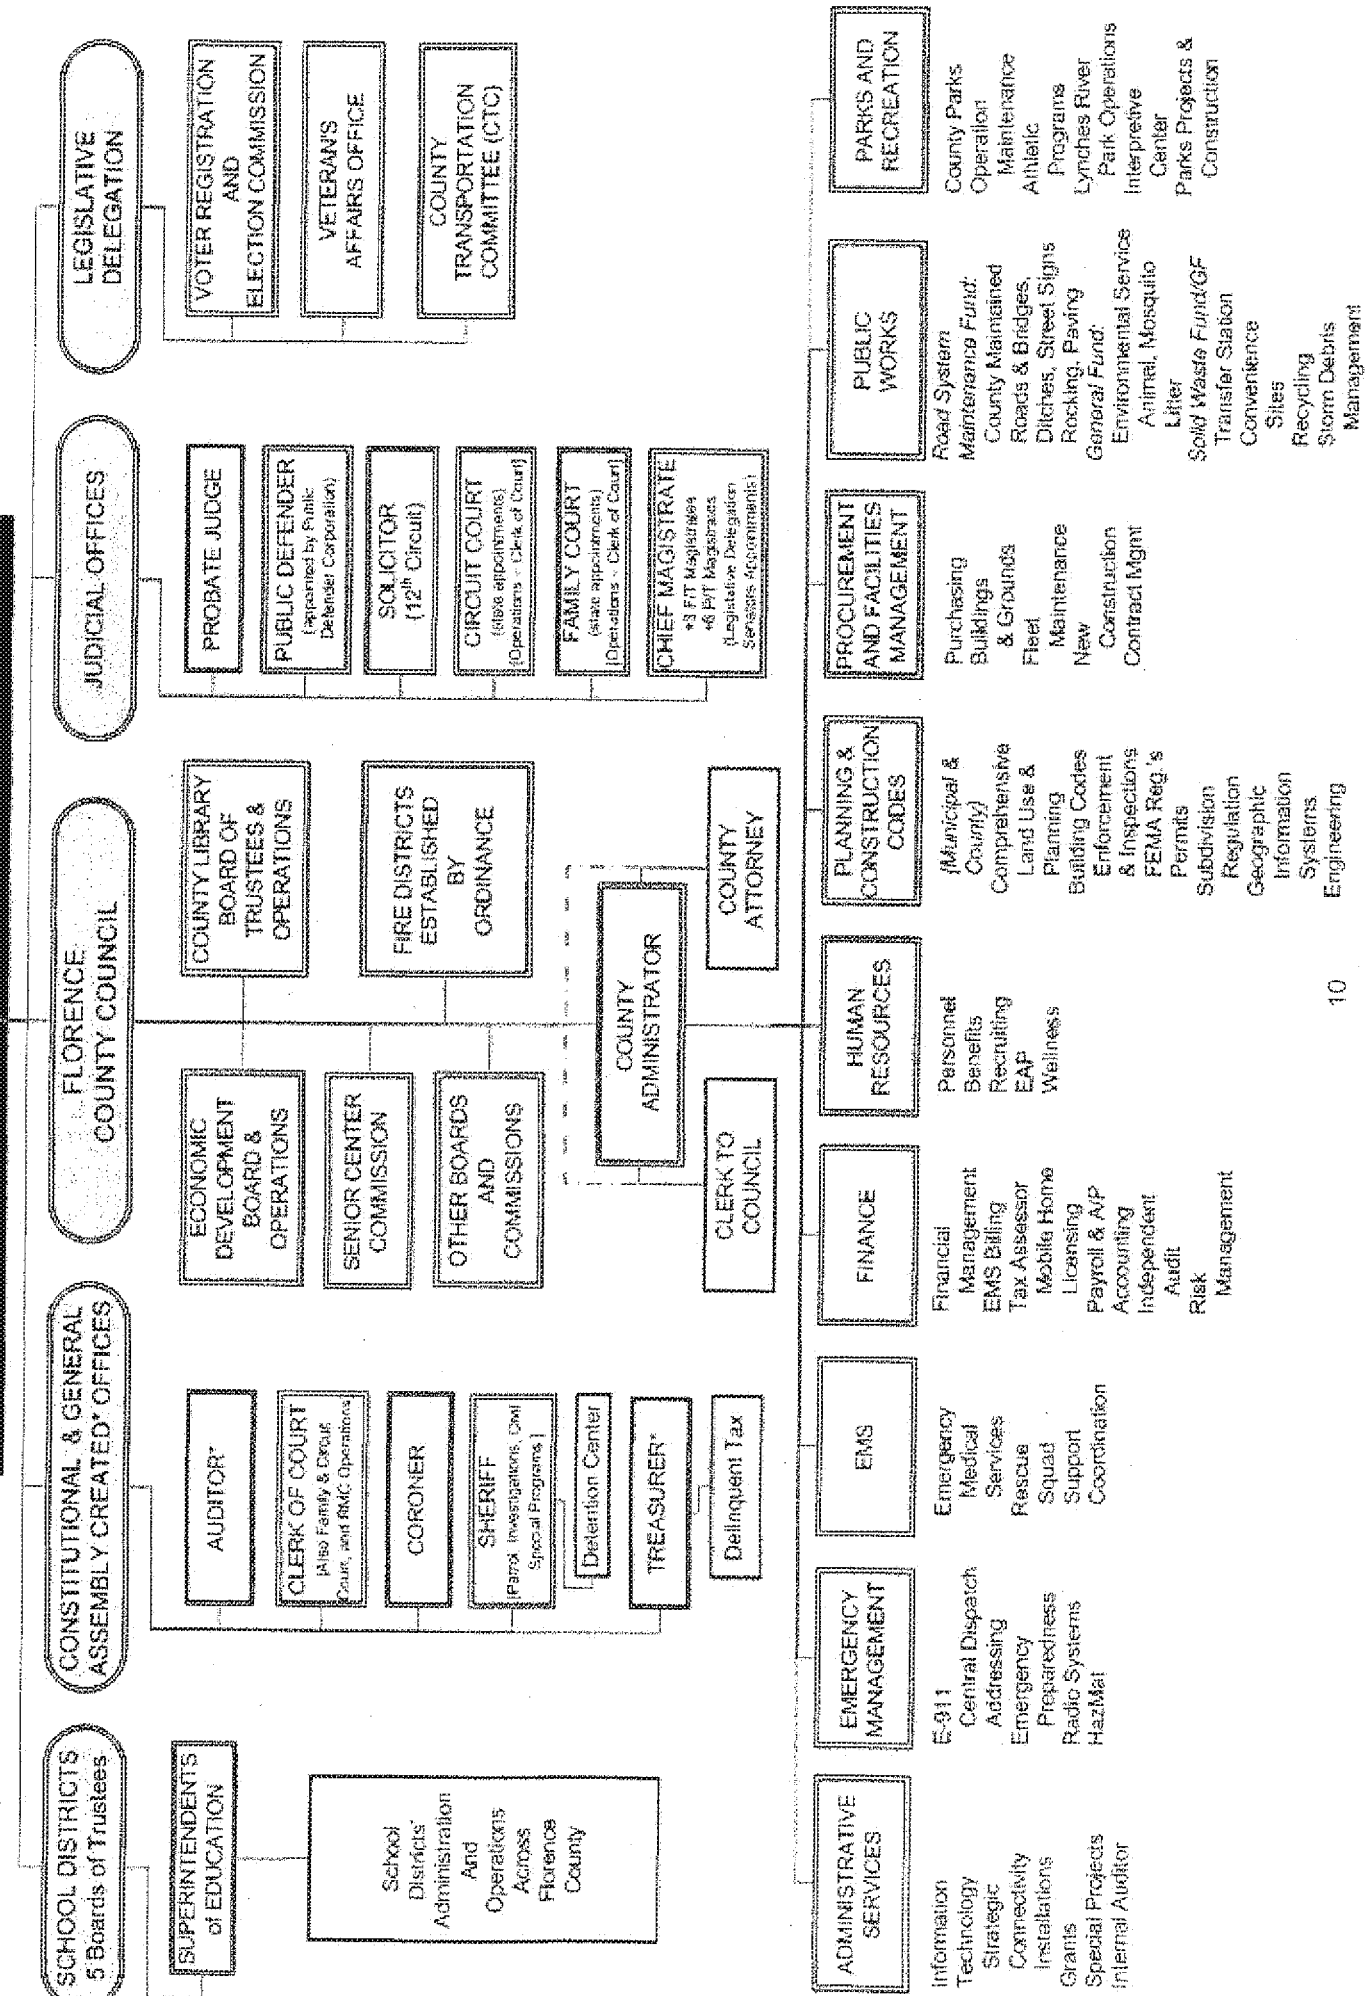 SCHOOL DISTRICTS
5 Boards of Trustees
CONSTITUTIONAL & GENERAL
ASSEMBLY CREATED* OFFICES
FLORENCE
COUNTY COUNCIL
JUDICIAL OFFICES
LEGISLATIVE
DELEGATION
SUPERINTENDENTS
of EDUCATION
School
Districts'
Administration
And
Operations
Across
Florence
County
AUDITOR*
CLERK OF COURT
(Also Family & Circuit
Court, and RMC Operations
CORONER
SHERIFF
(Patrol, Investigations, Civil
Special Programs)
Detention Center
TREASURER*
Delinquent Tax
ECONOMIC
DEVELOPMENT
BOARD &
OPERATIONS
SENIOR CENTER
COMMISSION
OTHER BOARDS
AND
COMMISSIONS
COUNTY LIBRARY
BOARD OF
TRUSTEES &
OPERATIONS
FIRE DISTRICTS
ESTABLISHED
BY
ORDINANCE
CLERK TO
COUNCIL
COUNTY
ADMINISTRATOR
COUNTY
ATTORNEY
PROBATE JUDGE
PUBLIC DEFENDER
(appointed by Public
Defender Corporation)
SOLICITOR
(12th Circuit)
CIRCUIT COURT
(state appointments)
(Operations - Clerk of Court)
FAMILY COURT
(state appointments)
(Operations - Clerk of Court)
CHIEF MAGISTRATE
*3 F/T Magistrates
*6 P/T Magistrates
(Legislative Delegation
Senators Appointments)
VOTER REGISTRATION
AND
ELECTION COMMISSION
VETERAN'S
AFFAIRS OFFICE
COUNTY
TRANSPORTATION
COMMITTEE (CTC)
ADMINISTRATIVE
SERVICES
Information
Technology
Strategic
Connectivity
Installations
Grants
Special Projects
Internal Auditor
EMERGENCY
MANAGEMENT
E-911
Central Dispatch
Addressing
Emergency
Preparedness
Radio Systems
HazMat
EMS
Emergency
Medical
Services
Rescue
Squad
Support
Coordination
FINANCE
Financial
Management
EMS Billing
Tax Assessor
Mobile Home
Licensing
Payroll & A/P
Accounting
Independent
Audit
Risk
Management
HUMAN
RESOURCES
Personnel
Benefits
Recruiting
EAP
Wellness
PLANNING &
CONSTRUCTION
CODES
(Municipal &
County)
Comprehensive
Land Use &
Planning
Building Codes
Enforcement
& Inspections
FEMA Reg.'s
Permits
Subdivision
Regulation
Geographic
Information
Systems
Engineering
PROCUREMENT
AND FACILITIES
MANAGEMENT
Purchasing
Buildings
& Grounds
Fleet
Maintenance
New
Construction
Contract Mgmt
PUBLIC
WORKS
Road System
Maintenance Fund:
County Maintained
Roads & Bridges,
Ditches, Street Signs
Rocking, Paving
General Fund:
Environmental Service
Animal, Mosquito
Litter
Solid Waste Fund/GF
Transfer Station
Convenience
Sites
Recycling
Storm Debris
Management
PARKS AND
RECREATION
County Parks
Operation
Maintenance
Athletic
Programs
Lynches River
Park Operations
Interpretive
Center
Parks Projects &
Construction
10